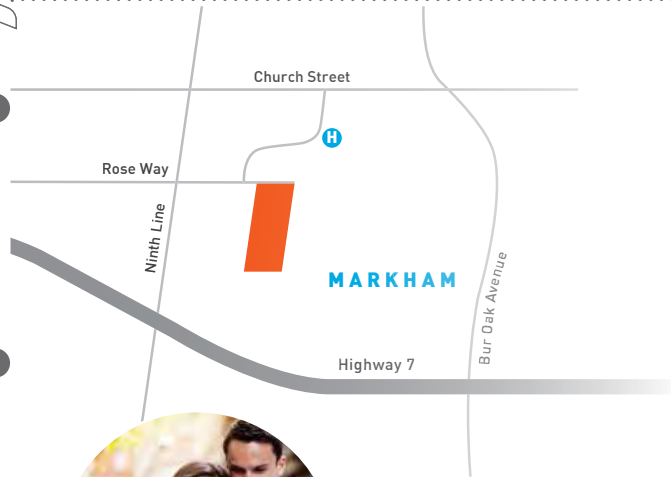 Church Street
H
Rose Way
Ninth Line
MARKHAM
Bur Oak Avenue
Highway 7